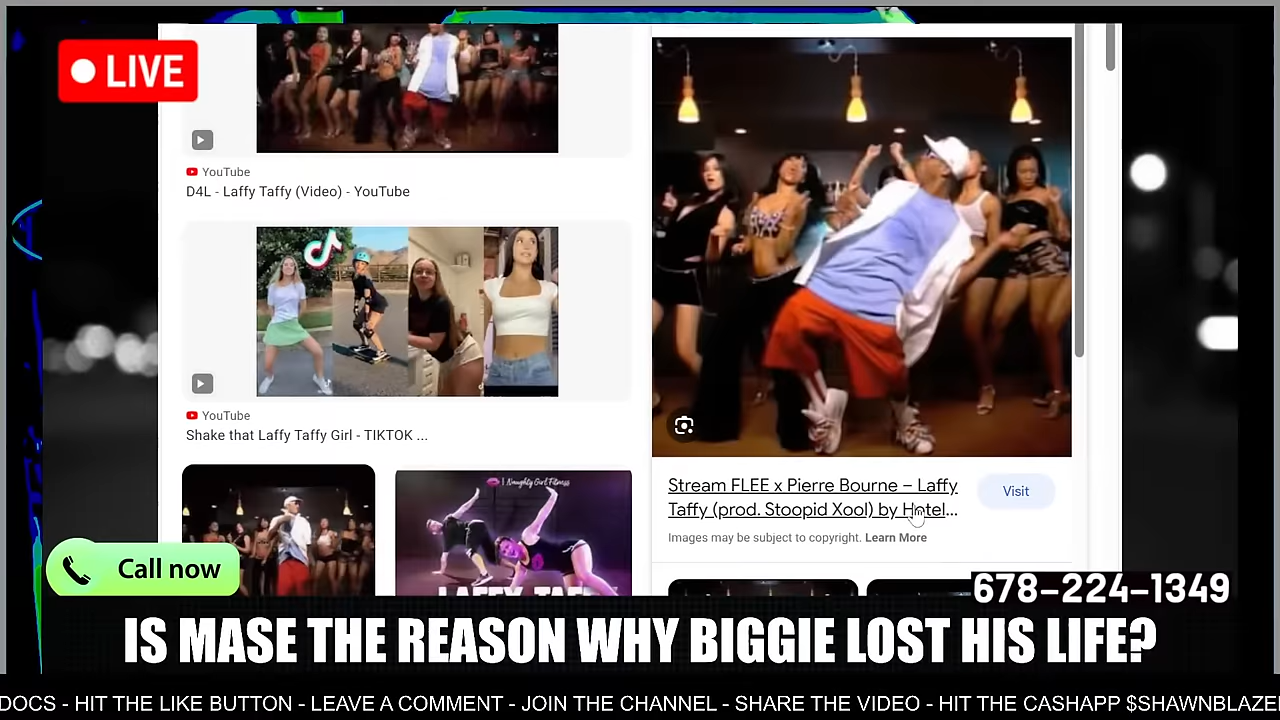 LIVE
YouTube
D4L - Laffy Taffy (Video) - YouTube
YouTube
Shake that Laffy Taffy Girl - TIKTOK ...
Naughty Girl Fitness
Stream FLEE x Pierre Bourne – Laffy
Taffy (prod. Stoopid Xool) by Hotel...
Visit
Images may be subject to copyright. Learn More
Call now
678-224-1349
IS MASE THE REASON WHY BIGGIE LOST HIS LIFE?
DOCS - HIT THE LIKE BUTTON - LEAVE A COMMENT - JOIN THE CHANNEL - SHARE THE VIDEO - HIT THE CASHAPP $SHAWNBLAZE